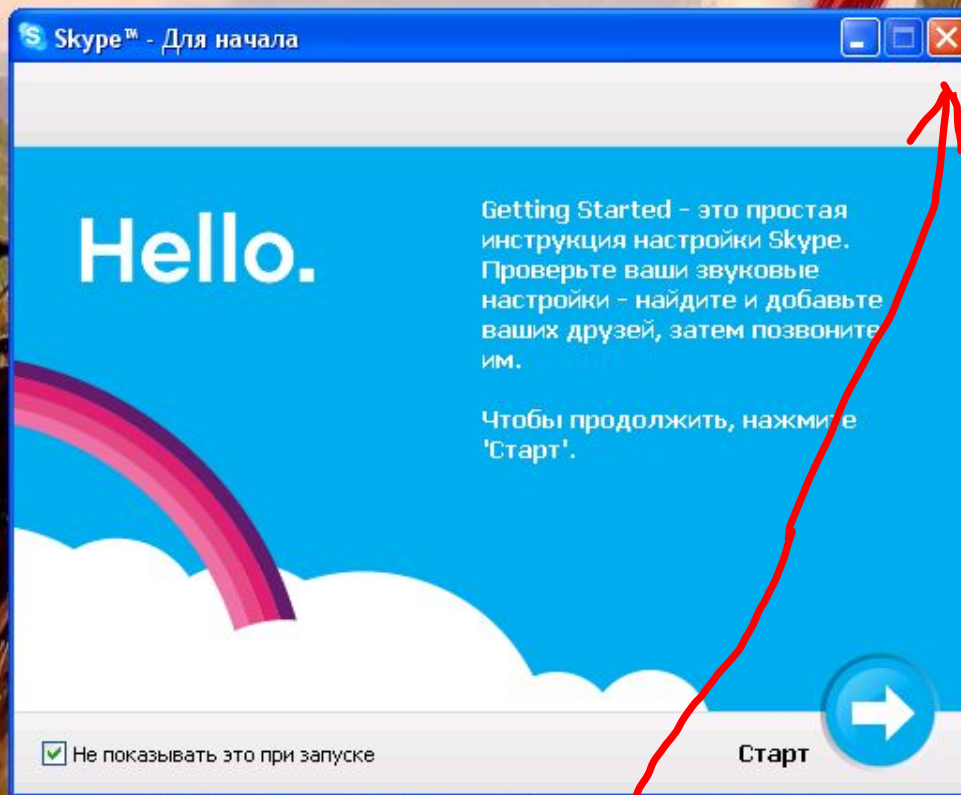 Skype™ - Для начала
Hello.
Getting Started - это простая
инструкция настройки Skype.
Проверьте ваши звуковые
настройки - найдите и добавьте
ваших друзей, затем позвоните
им.
Чтобы продолжить, нажмите
'Старт'.
Не показывать это при запуске
Старт